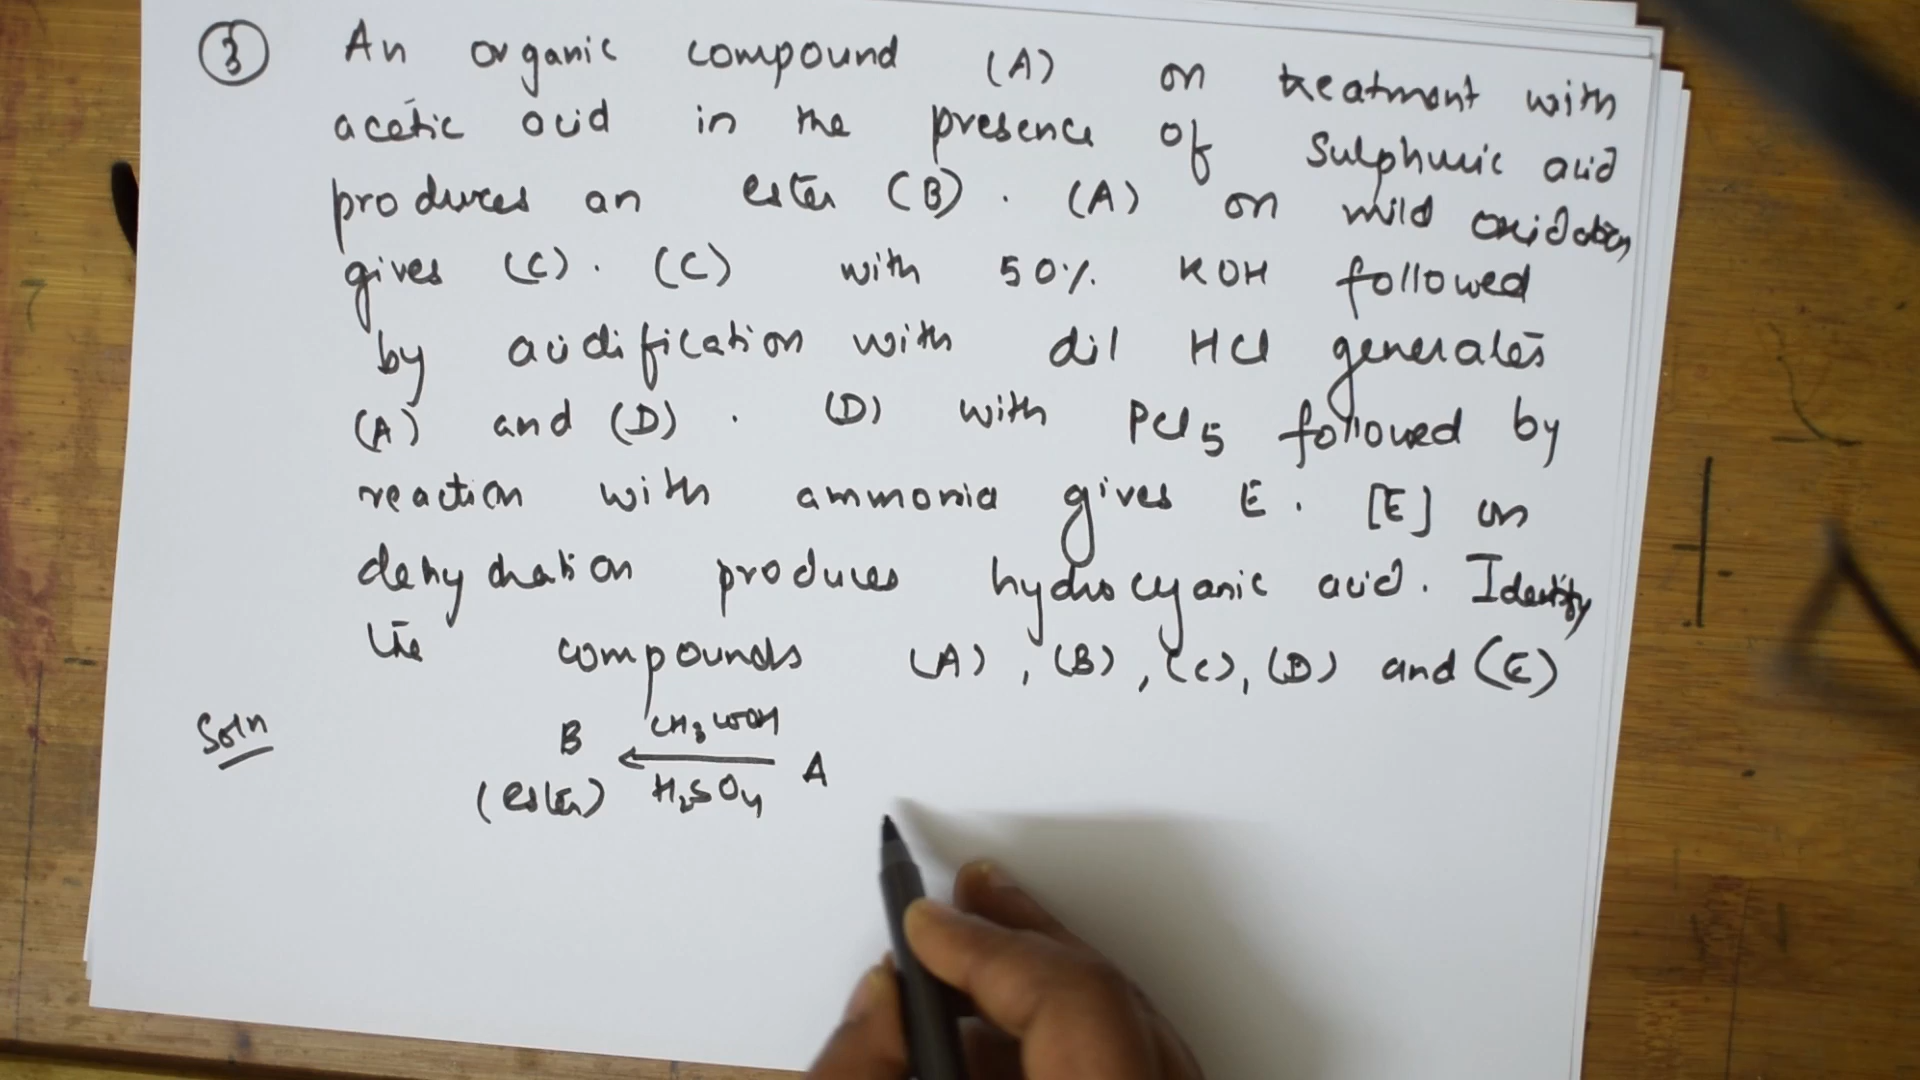 3 An organic compound (A) on treatment with
acetic acid in the presence of Sulphuric acid
produces an ester (B). (A) on mild oxidation
gives (C). (C) with 50% KOH followed
by acidification with dil HCl generates
(A) and (D). (D) with PCl5 followed by
reaction with ammonia gives E. [E] on
dehydration produces hydrocyanic acid. Identify
the compounds (A), (B), (C), (D) and (E)
Soln
B CH3COOH A
(ester) H2SO4